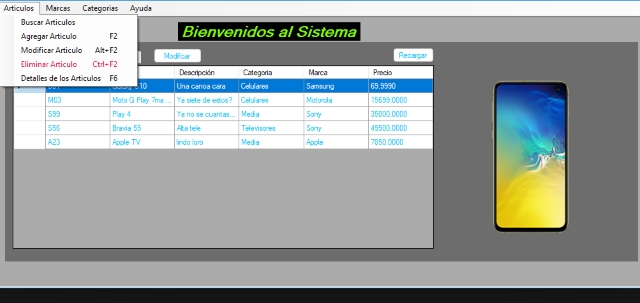 Articulos Marcas Categorias Ayuda
Buscar Articulos
Agregar Articulo F2
Modificar Articulo Alt+F2
Eliminar Articulo Ctrl+F2
Detalles de los Articulos F6
Bienvenidos al Sistema
Modificar
Recargar
Descripción Categoria Marca Precio
Una canoa cara Celulares Samsung 69,9990
M03 Moto G Play 7ma ... Ya siete de estos? Celulares Motorola 15699,0000
S99 Play 4 Ya no se cuantas... Media Sony 35000,0000
S56 Bravia 55 Alta tele Televisores Sony 49500,0000
A23 Apple TV lindo loro Media Apple 7850,0000